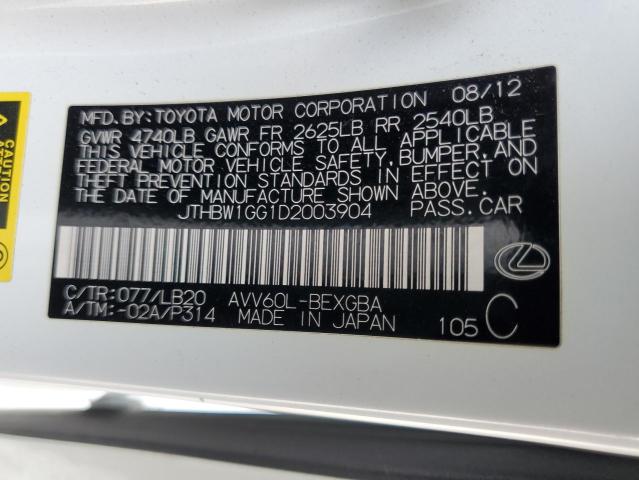 MFD. BY: TOYOTA MOTOR CORPORATION 08/12
GVWR 4740LB GAWR FR 2625LB RR 2540LB
THIS VEHICLE CONFORMS TO ALL APPLICABLE
FEDERAL MOTOR VEHICLE SAFETY, BUMPER, AND
THEFT PREVENTION STANDARDS IN EFFECT ON
THE DATE OF MANUFACTURE SHOWN ABOVE.
JTHBW1GG1D2003904 PASS. CAR
C/TR: 077/LB20 AVV60L-BEXGBA
A/TM: -02A/P314 MADE IN JAPAN 105 C
CAUTION